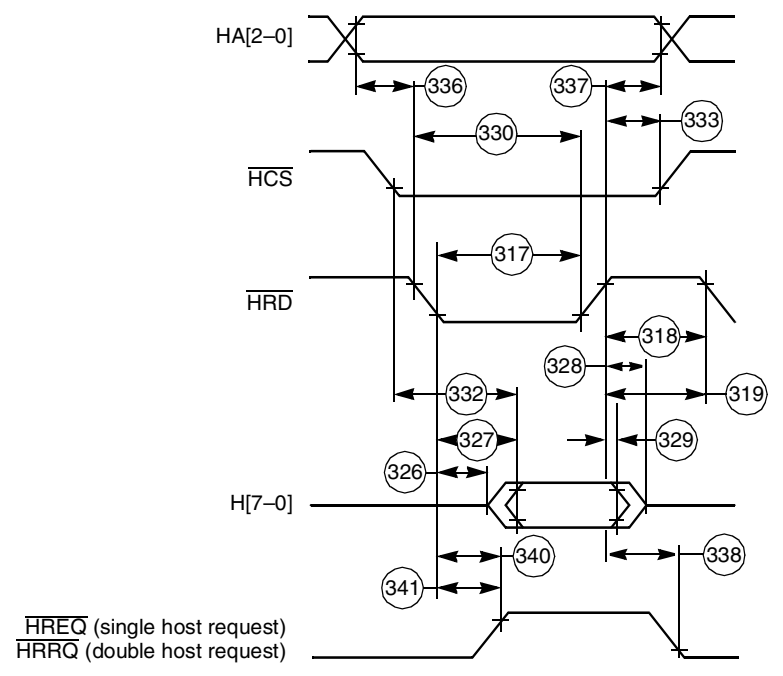 HA[2–0]
336
337
333
330
HCS
317
HRD
318
328
332
319
327
329
326
H[7–0]
340
338
341
HREQ (single host request)
HRRQ (double host request)